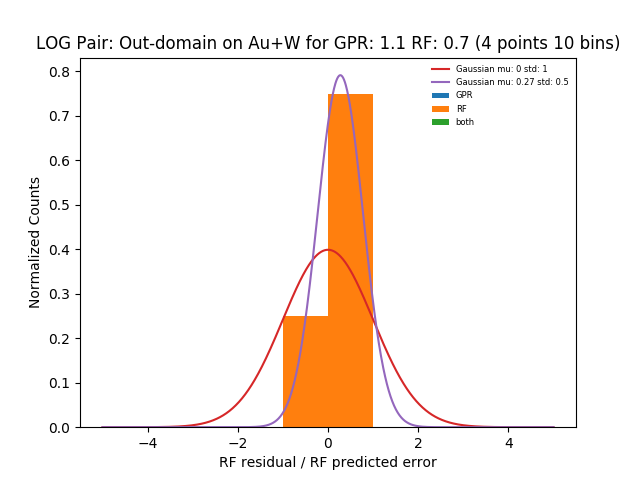 LOG Pair: Out-domain on Au+W for GPR: 1.1 RF: 0.7 (4 points 10 bins)
Gaussian mu: 0 std: 1
Gaussian mu: 0.27 std: 0.5
GPR
RF
both
0.8
0.7
0.6
0.5
0.4
0.3
0.2
0.1
0.0
Normalized Counts
−4 −2 0 2 4
RF residual / RF predicted error